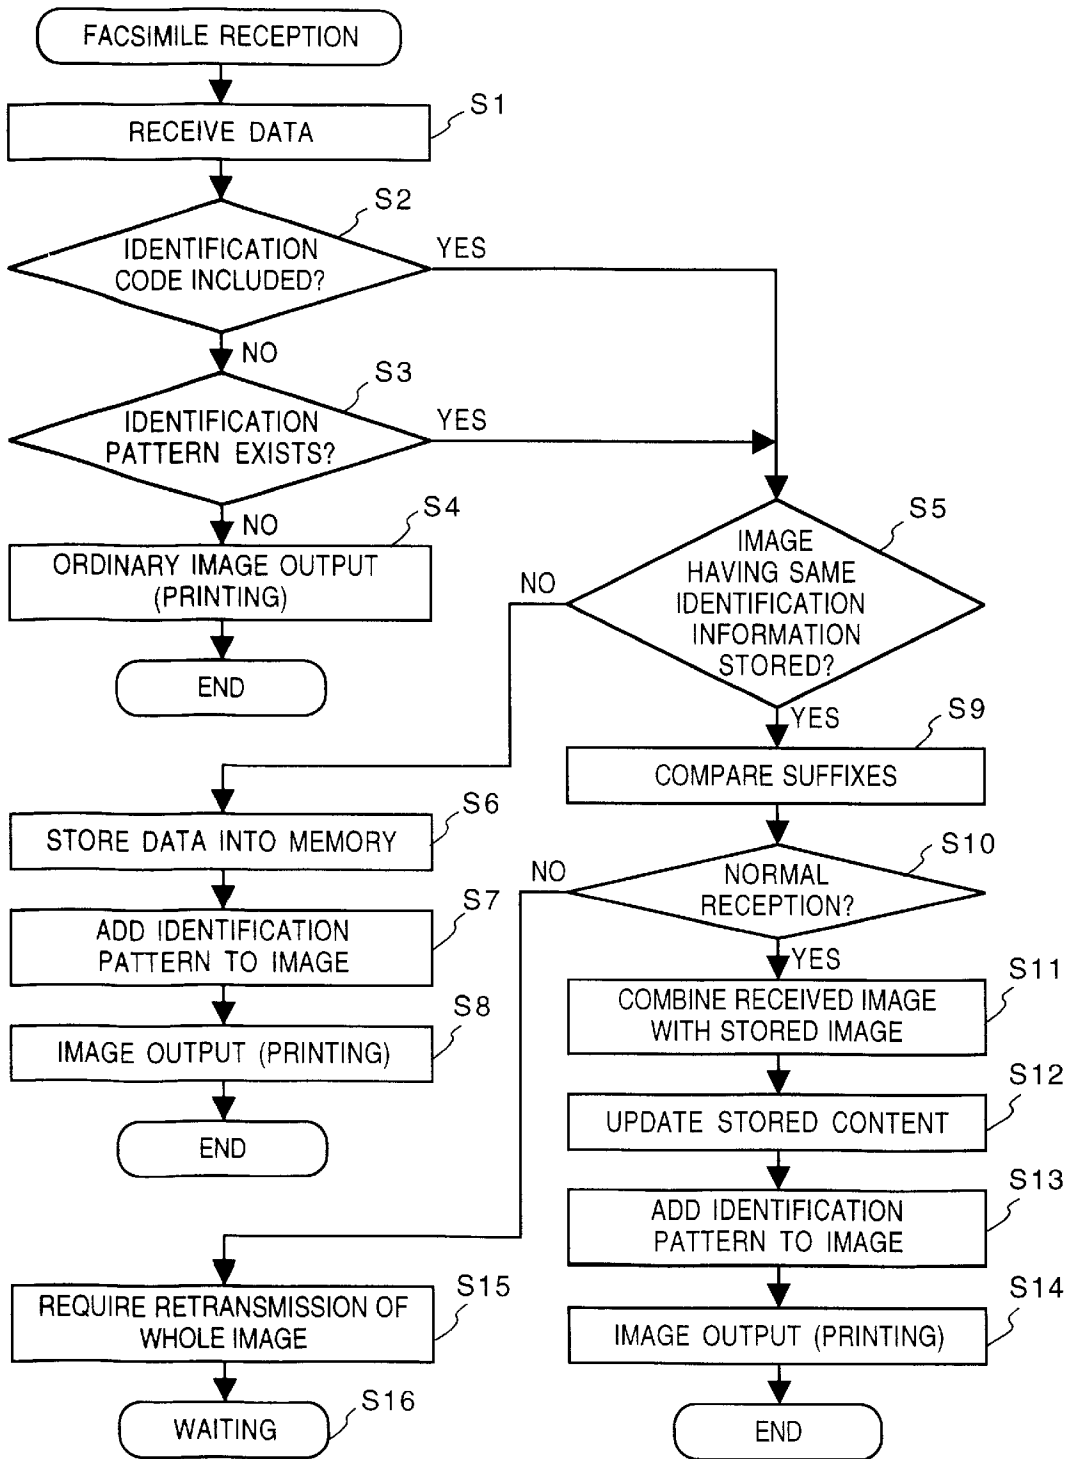 FACSIMILE RECEPTION
S1
RECEIVE DATA
S2
IDENTIFICATION
CODE INCLUDED?
YES
NO
S3
IDENTIFICATION
PATTERN EXISTS?
YES
NO
S4
ORDINARY IMAGE OUTPUT
(PRINTING)
END
S5
IMAGE
HAVING SAME
IDENTIFICATION
INFORMATION
STORED?
NO
YES
S6
STORE DATA INTO MEMORY
S7
ADD IDENTIFICATION
PATTERN TO IMAGE
S8
IMAGE OUTPUT (PRINTING)
END
S9
COMPARE SUFFIXES
S10
NORMAL
RECEPTION?
NO
YES
S11
COMBINE RECEIVED IMAGE
WITH STORED IMAGE
S12
UPDATE STORED CONTENT
S13
ADD IDENTIFICATION
PATTERN TO IMAGE
S14
IMAGE OUTPUT (PRINTING)
END
S15
REQUIRE RETRANSMISSION OF
WHOLE IMAGE
S16
WAITING